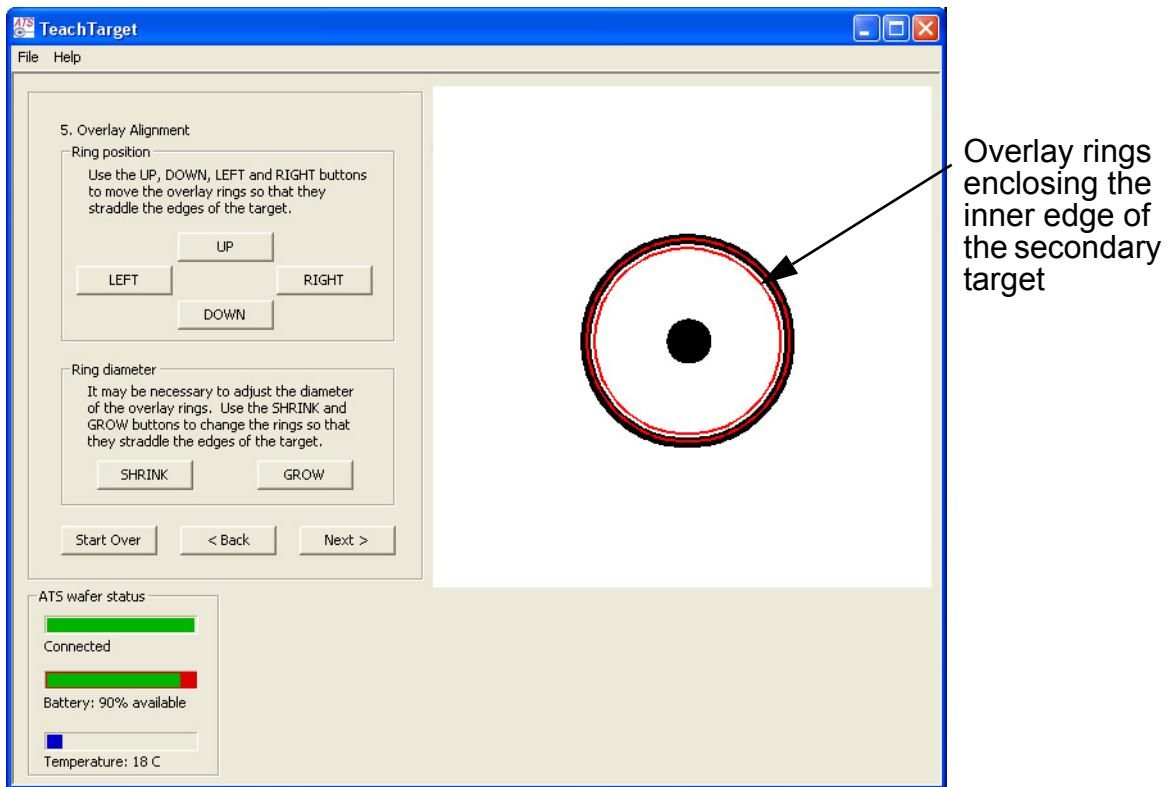 ATS TeachTarget
File Help
5. Overlay Alignment
Ring position
Use the UP, DOWN, LEFT and RIGHT buttons
to move the overlay rings so that they
straddle the edges of the target.
UP
LEFT RIGHT
DOWN
Ring diameter
It may be necessary to adjust the diameter
of the overlay rings. Use the SHRINK and
GROW buttons to change the rings so that
they straddle the edges of the target.
SHRINK GROW
Start Over < Back Next >
ATS wafer status
Connected
Battery: 90% available
Temperature: 18 C
Overlay rings
enclosing the
inner edge of
the secondary
target